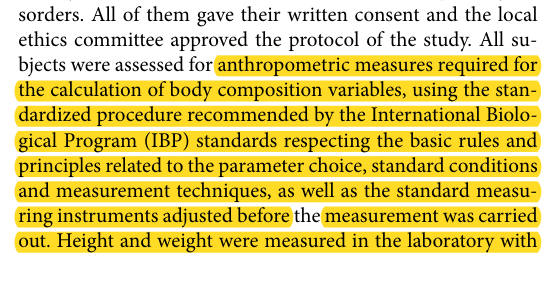 sorders. All of them gave their written consent and the local
ethics committee approved the protocol of the study. All su-
bjects were assessed for anthropometric measures required for
the calculation of body composition variables, using the stan-
dardized procedure recommended by the International Biolo-
gical Program (IBP) standards respecting the basic rules and
principles related to the parameter choice, standard conditions
and measurement techniques, as well as the standard measu-
ring instruments adjusted before the measurement was carried
out. Height and weight were measured in the laboratory with